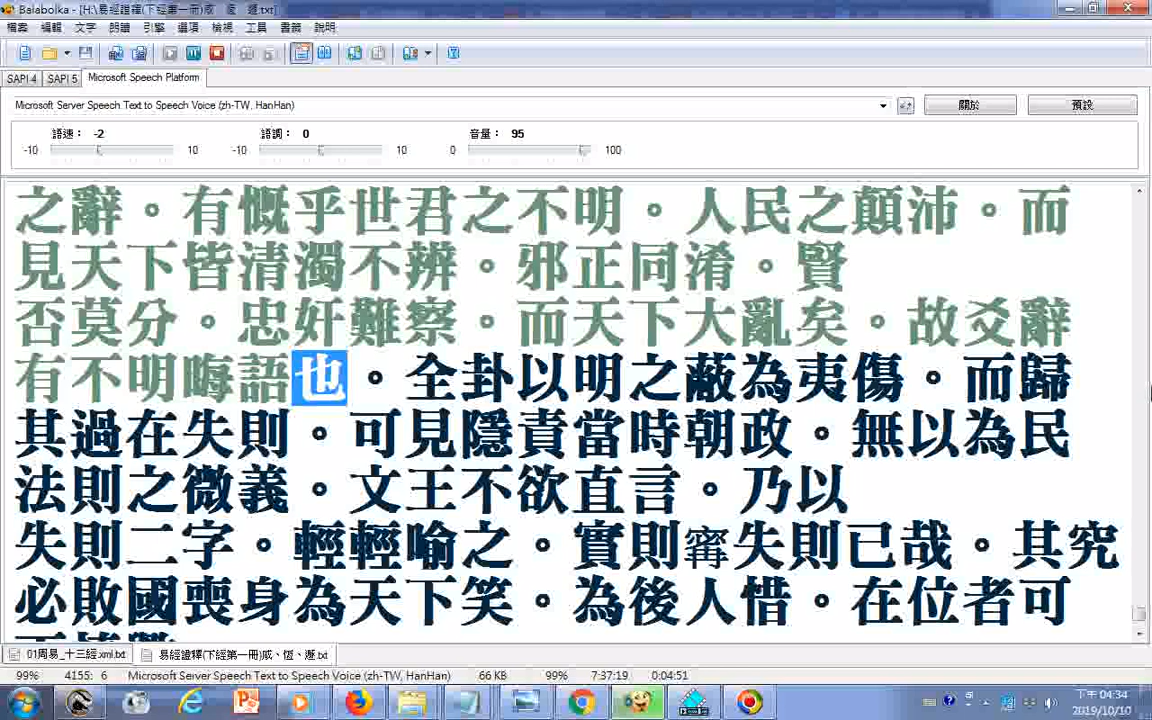 Balabolka - [H:\易經證釋(下經第一冊)咸、恆、遯.txt]
檔案 編輯 文字 朗讀 引擎 選項 檢視 工具 書籤 說明
SAPI 4 SAPI 5 Microsoft Speech Platform
Microsoft Server Speech Text to Speech Voice (zh-TW, HanHan) 關於 預設
語速： -2 語調： 0 音量： 95
-10 10 -10 10 0 100
之辭。有慨乎世君之不明。人民之顛沛。而
見天下皆清濁不辨。邪正同淆。賢
否莫分。忠奸難察。而天下大亂矣。故爻辭
有不明晦語也。全卦以明之蔽為夷傷。而歸
其過在失則。可見隱責當時朝政。無以為民
法則之微義。文王不欲直言。乃以
失則二字。輕輕喻之。實則甯失則已哉。其究
必敗國喪身為天下笑。為後人惜。在位者可
01周易_十三經.xml.txt 易經證釋(下經第一冊)咸、恆、遯.txt
99% 4155: 6 Microsoft Server Speech Text to Speech Voice (zh-TW, HanHan) 66 KB 99% 7:37:19 0:04:51
下午 04:34
2019/10/10